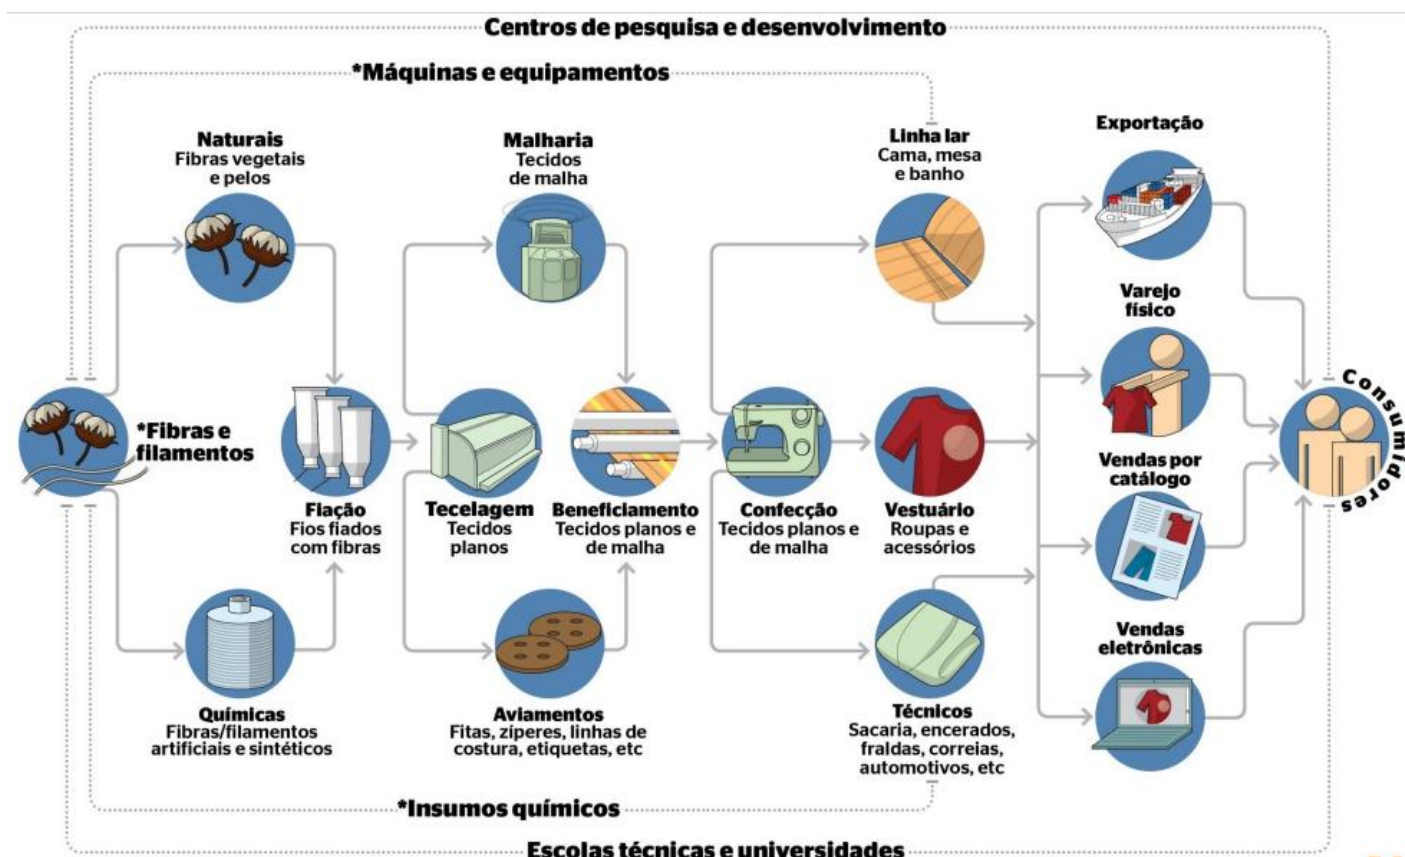 Centros de pesquisa e desenvolvimento
*Máquinas e equipamentos
Naturais
Fibras vegetais
e pelos
Malharia
Tecidos
de malha
Linha lar
Cama, mesa
e banho
Exportação
Varejo
físico
*Fibras e
filamentos
Consumidores
Vendas por
catálogo
Fiação
Fios fiados
com fibras
Tecelagem
Tecidos
planos
Beneficiamento
Tecidos planos e
de malha
Confecção
Tecidos planos e
de malha
Vestuário
Roupas e
acessórios
Vendas
eletrônicas
Químicas
Fibras/filamentos
artificiais e sintéticos
Aviamentos
Fitas, zíperes, linhas de
costura, etiquetas, etc
Técnicos
Sacaria, encerados,
fraldas, correias,
automotivos, etc
*Insumos químicos
Escolas técnicas e universidades